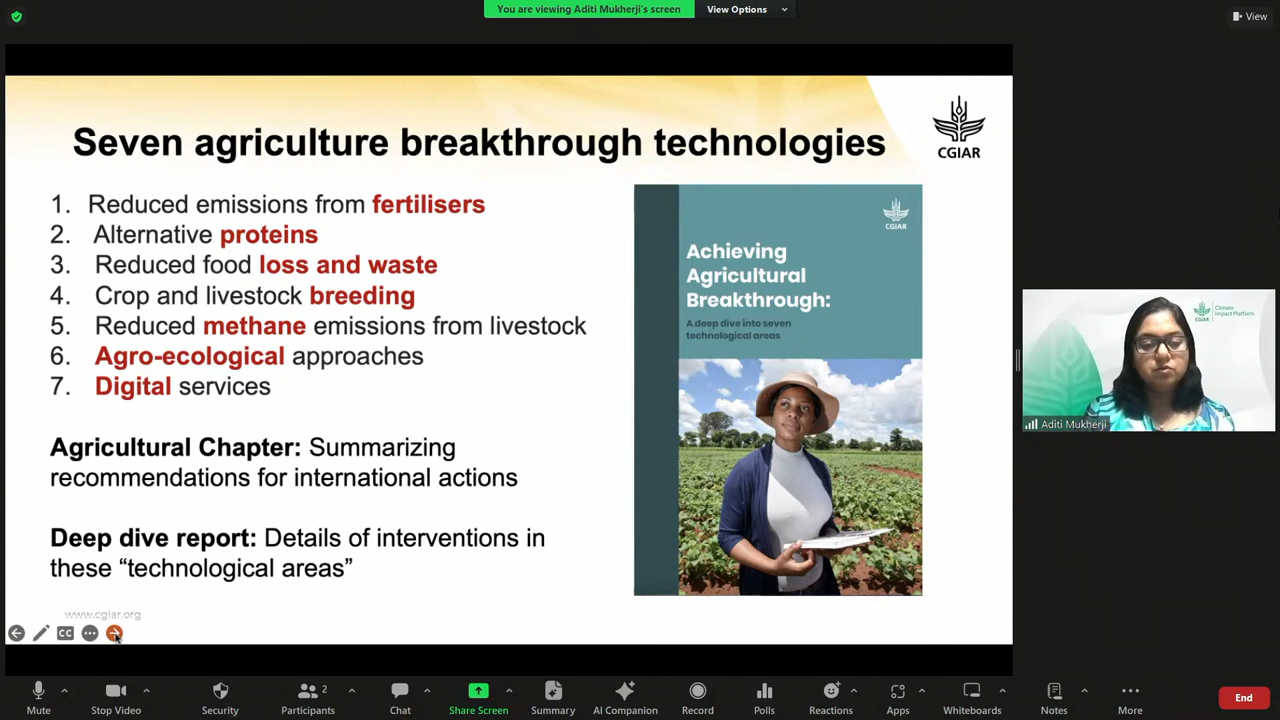 You are viewing Aditi Mukherji's screen
View Options
View
Seven agriculture breakthrough technologies
CGIAR
1. Reduced emissions from fertilisers
2. Alternative proteins
3. Reduced food loss and waste
4. Crop and livestock breeding
5. Reduced methane emissions from livestock
6. Agro-ecological approaches
7. Digital services
Agricultural Chapter: Summarizing
recommendations for international actions
Deep dive report: Details of interventions in
these “technological areas”
www.cgiar.org
CC
CGIAR
Achieving
Agricultural
Breakthrough:
A deep dive into seven
technological areas
CGIAR
Climate
Impact Platform
Aditi Mukherji
Mute
Stop Video
Security
Participants
2
Chat
Share Screen
Summary
AI Companion
Record
Polls
Reactions
Apps
Whiteboards
Notes
More
End